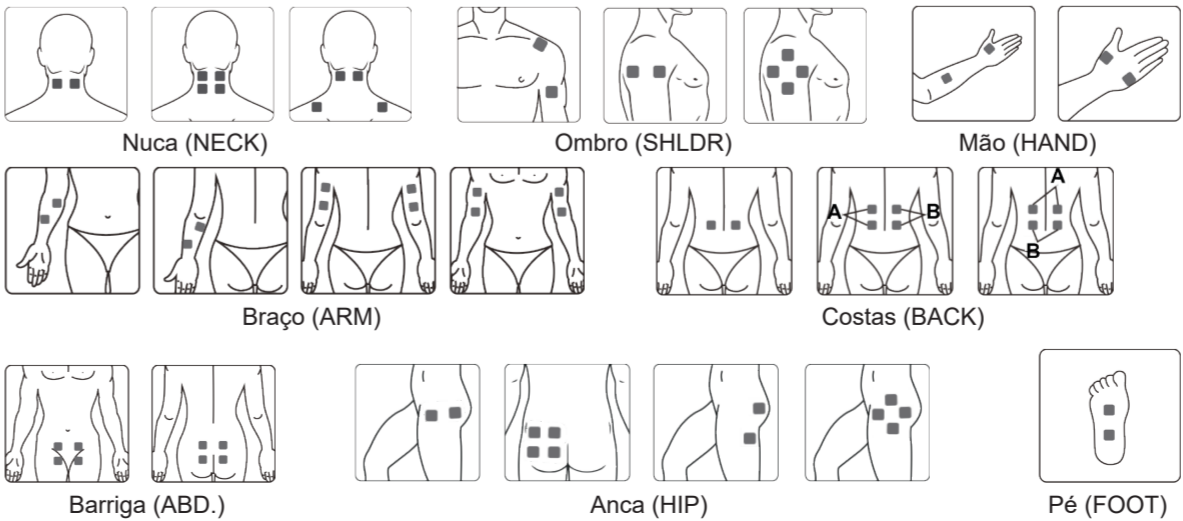 Nuca (NECK)
Ombro (SHLDR)
Mão (HAND)
A
B
A
B
Braço (ARM)
Costas (BACK)
Barriga (ABD.)
Anca (HIP)
Pé (FOOT)